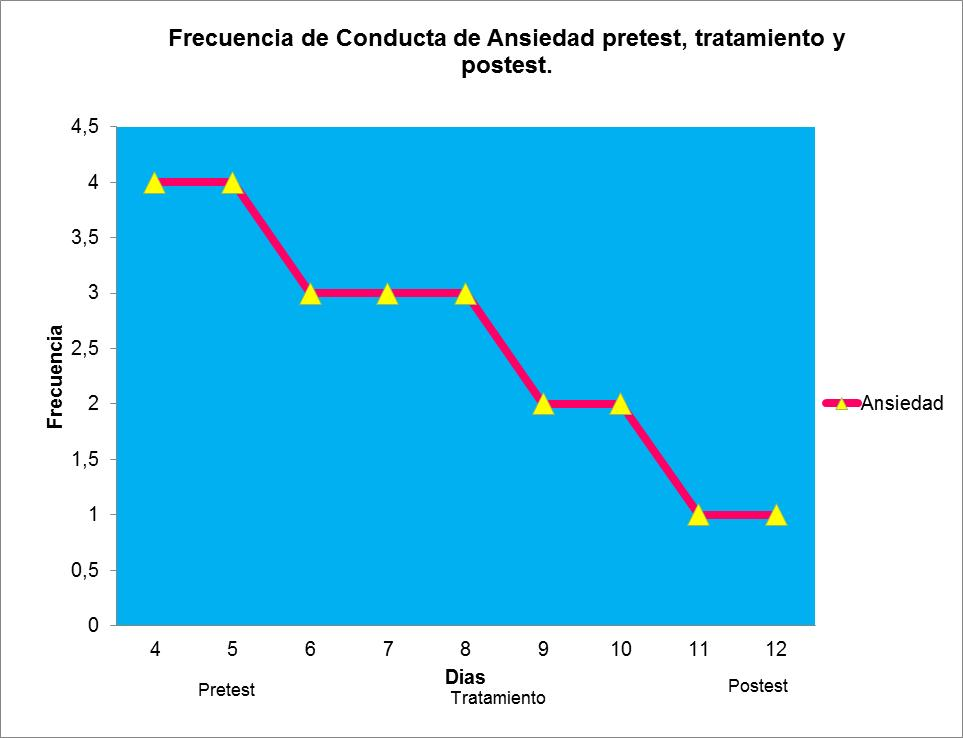 Frecuencia de Conducta de Ansiedad pretest, tratamiento y
postest.
4,5
4
3,5
3
2,5
2
1,5
1
0,5
0
Frecuencia
Ansiedad
4 5 6 7 8 9 10 11 12
Dias
Pretest Tratamiento Postest